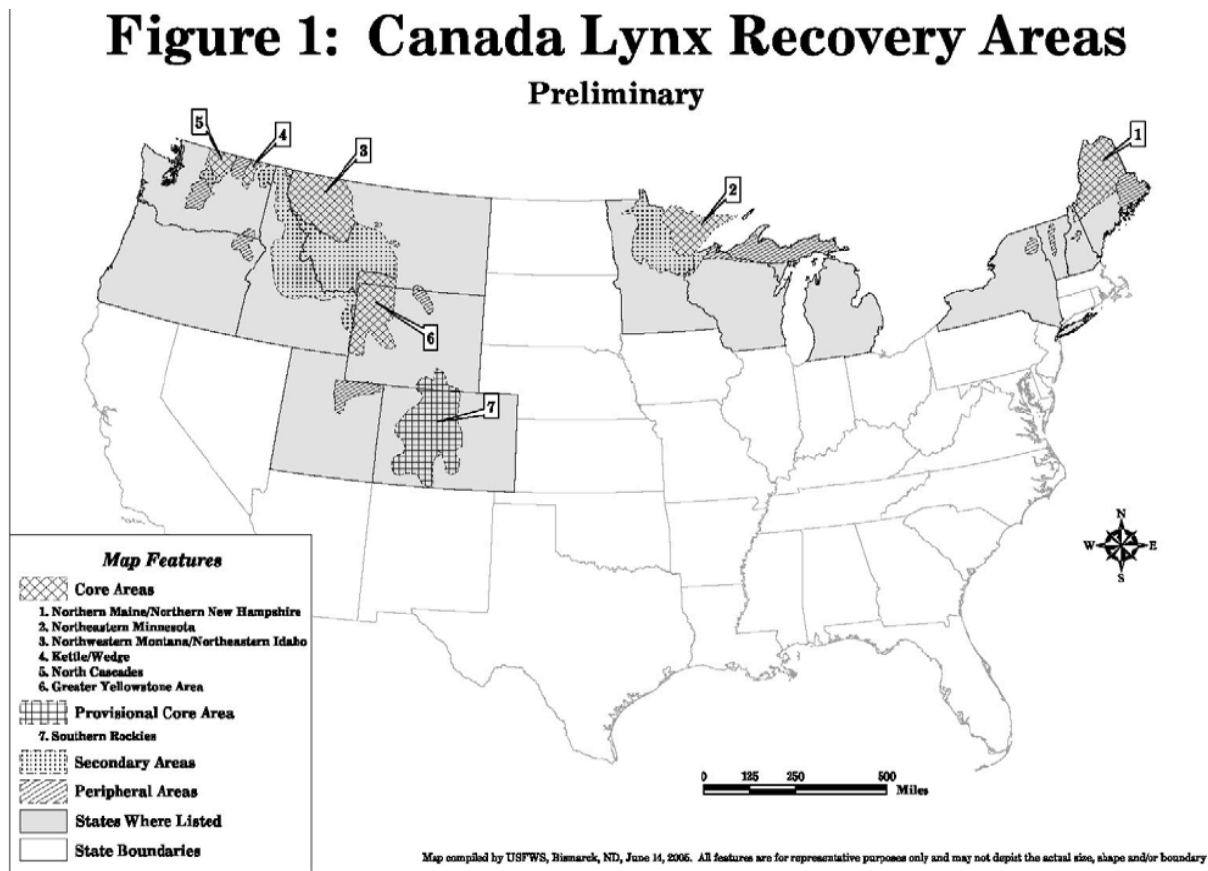 Figure 1: Canada Lynx Recovery Areas
Preliminary
5
4
3
2
1
6
7
N
W E
S
Map Features
Core Areas
1. Northern Maine/Northern New Hampshire
2. Northeastern Minnesota
3. Northwestern Montana/Northeastern Idaho
4. Kettle/Wedge
5. North Cascades
6. Greater Yellowstone Area
Provisional Core Area
7. Southern Rockies
Secondary Areas
Peripheral Areas
States Where Listed
State Boundaries
0 125 250 500
Miles
Map compiled by USFWS, Bismarck, ND, June 14, 2005. All features are for representative purposes only and may not depict the actual size, shape and/or boundary